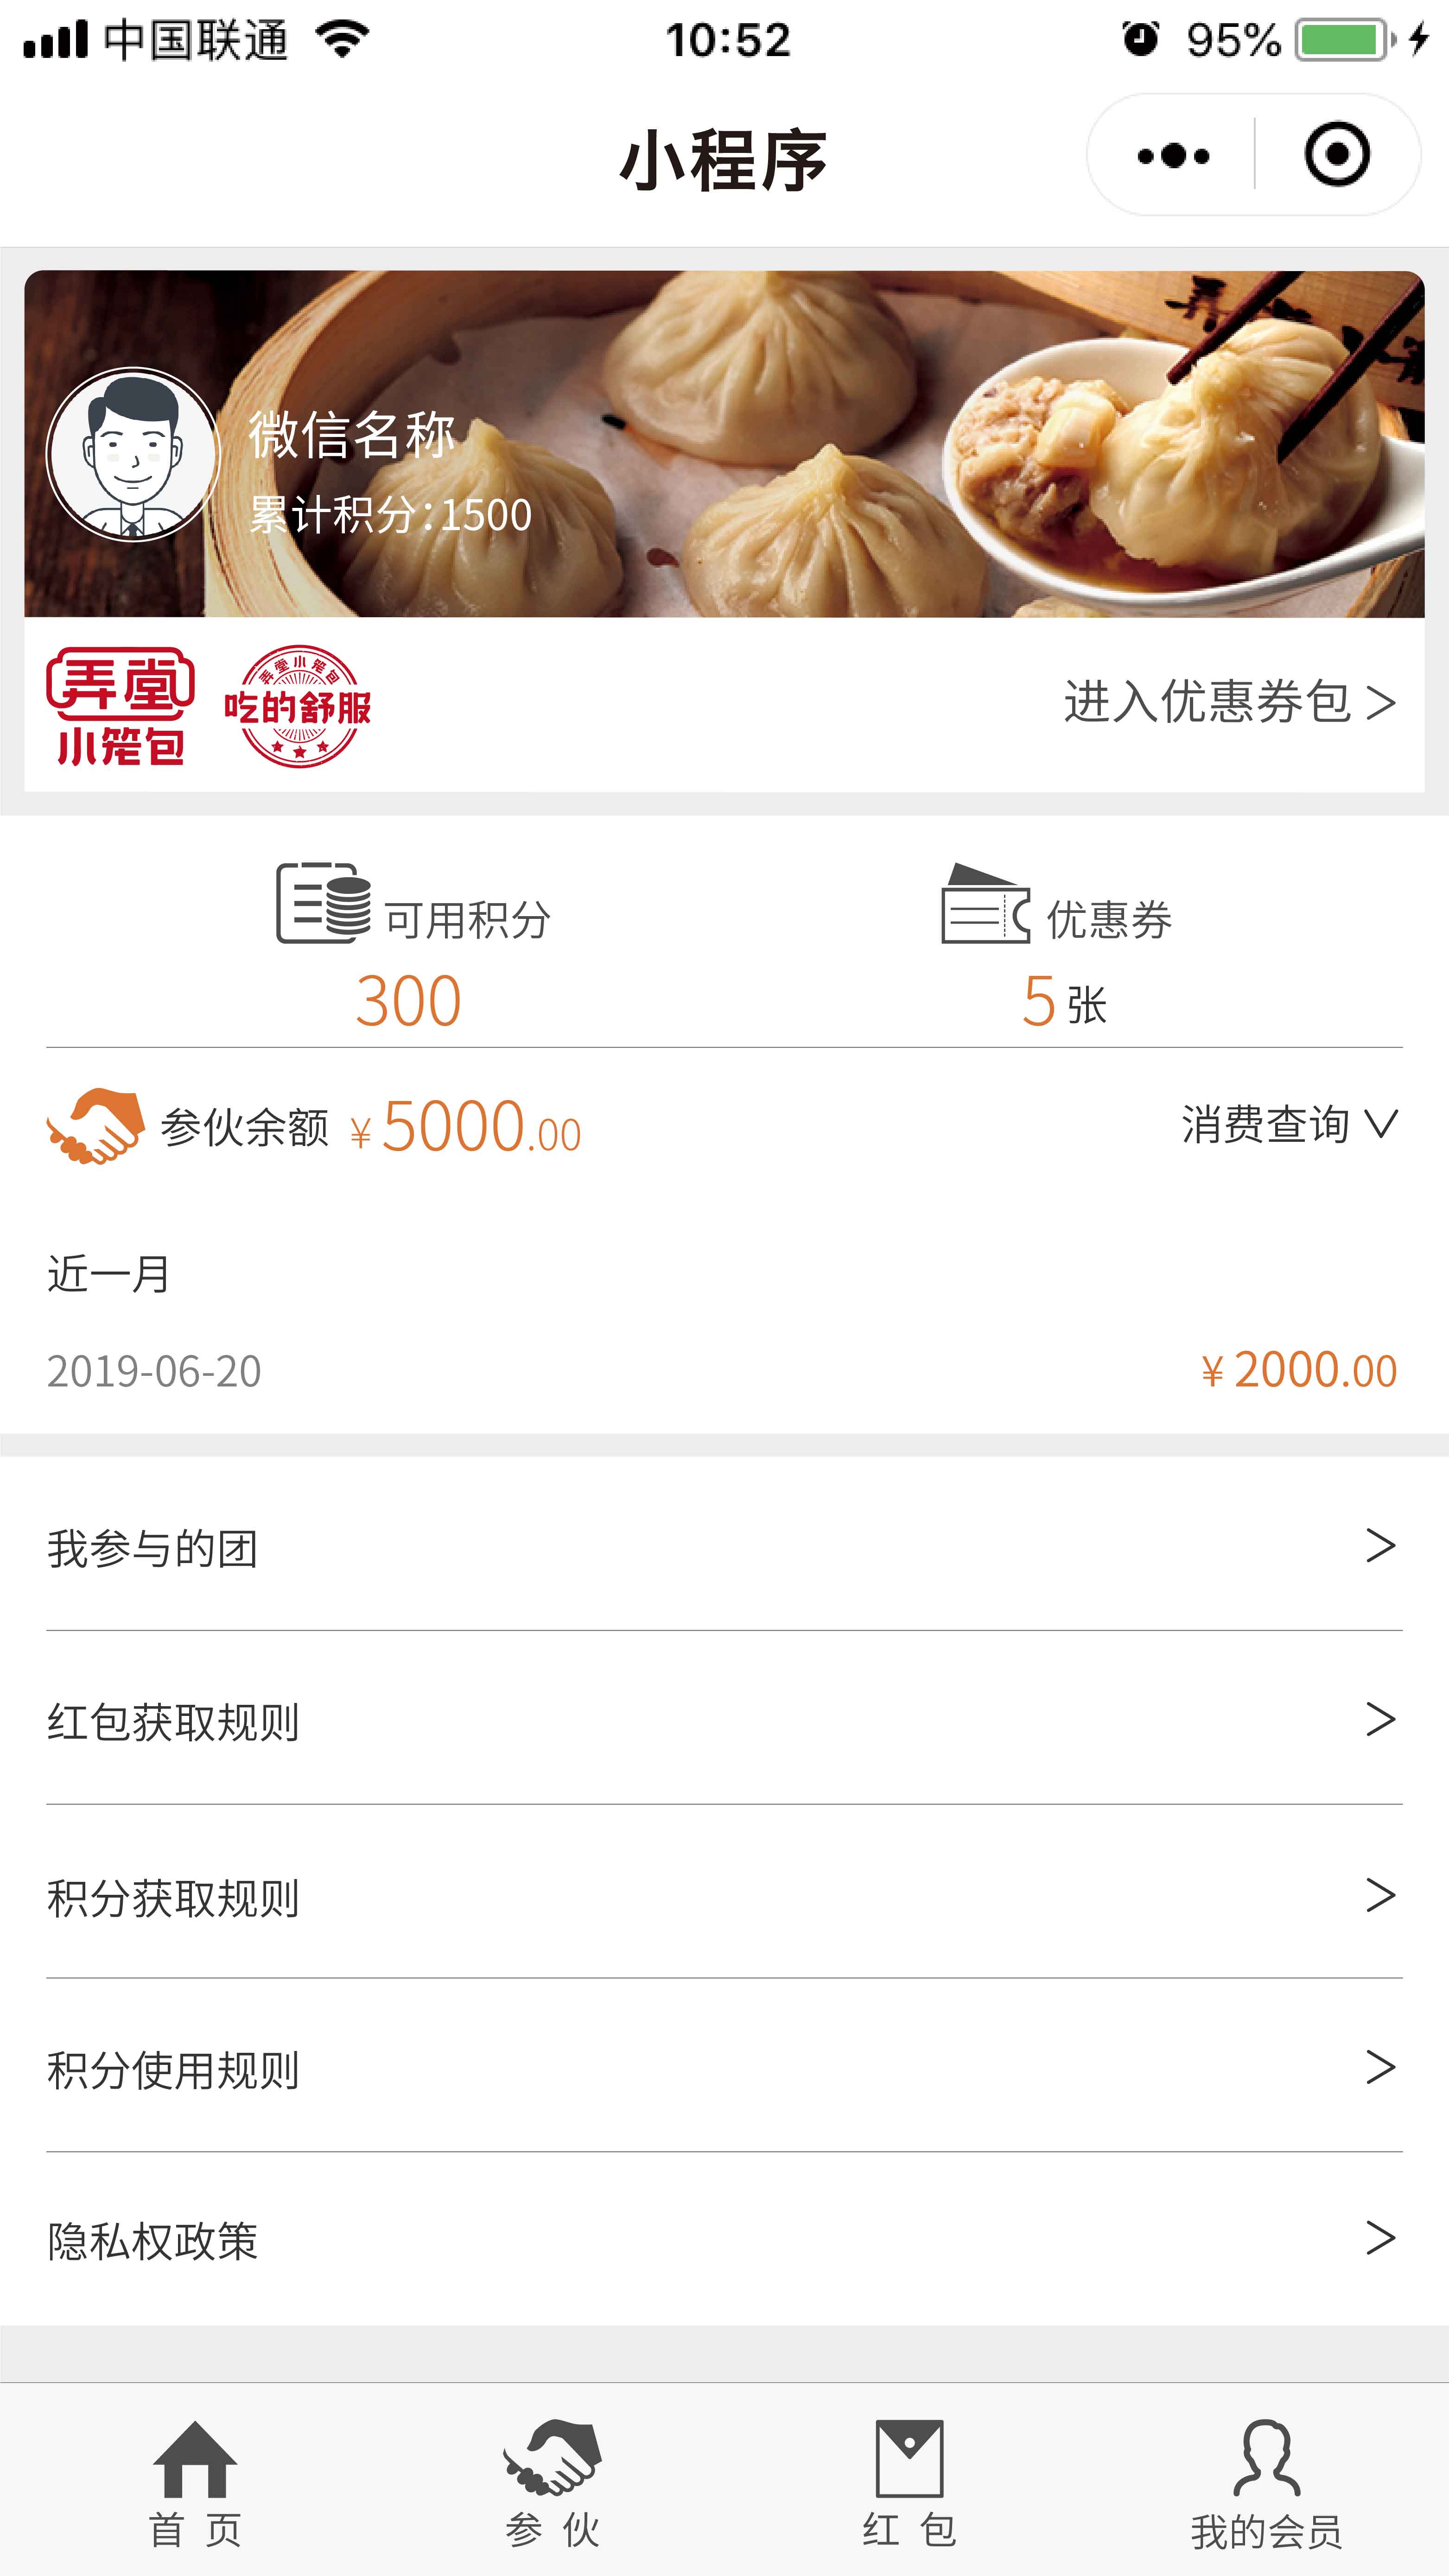 中国联通 10:52 95%
小程序
微信名称
累计积分:1500
弄堂
小笼包
弄堂小笼包
吃的舒服
进入优惠券包 >
可用积分
300
优惠券
5 张
参伙余额 ¥ 5000.00
消费查询
近一月
2019-06-20 ¥ 2000.00
我参与的团 >
红包获取规则 >
积分获取规则 >
积分使用规则 >
隐私权政策 >
首 页 参 伙 红 包 我的会员